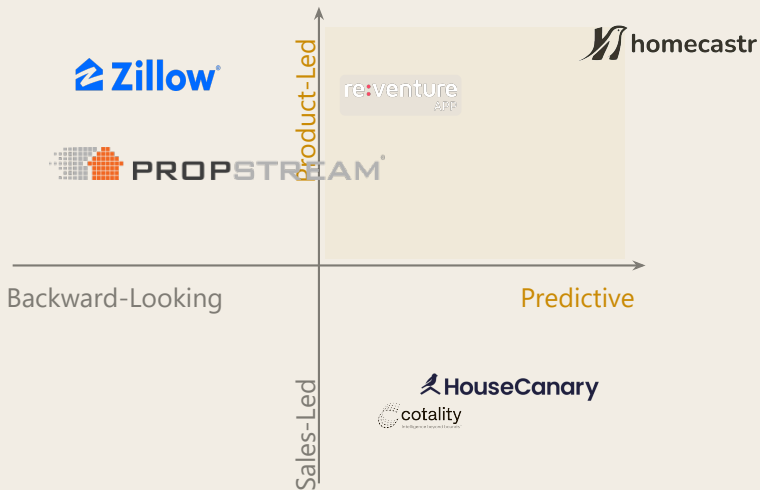 homecastr
Zillow®
Product-Led
re:venture
APP
PROPSTREAM®
Backward-Looking
Predictive
Sales-Led
HouseCanary
cotality